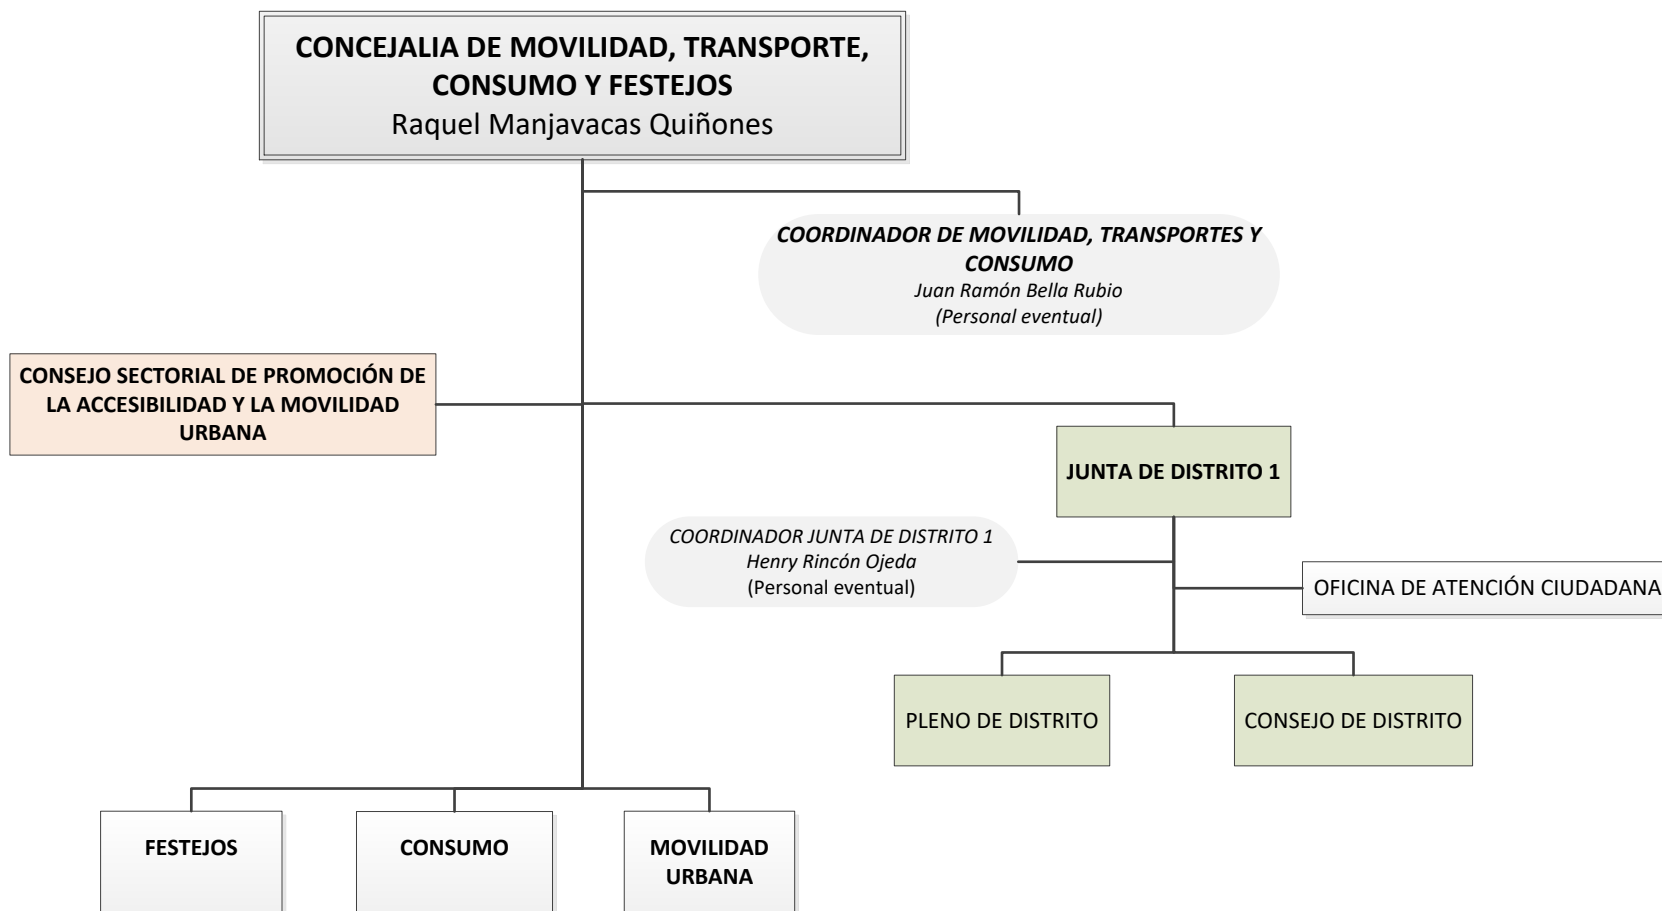 CONCEJALIA DE MOVILIDAD, TRANSPORTE,
CONSUMO Y FESTEJOS
Raquel Manjavacas Quiñones
COORDINADOR DE MOVILIDAD, TRANSPORTES Y
CONSUMO
Juan Ramón Bella Rubio
(Personal eventual)
CONSEJO SECTORIAL DE PROMOCIÓN DE
LA ACCESIBILIDAD Y LA MOVILIDAD
URBANA
JUNTA DE DISTRITO 1
COORDINADOR JUNTA DE DISTRITO 1
Henry Rincón Ojeda
(Personal eventual)
OFICINA DE ATENCIÓN CIUDADANA
PLENO DE DISTRITO
CONSEJO DE DISTRITO
FESTEJOS
CONSUMO
MOVILIDAD
URBANA